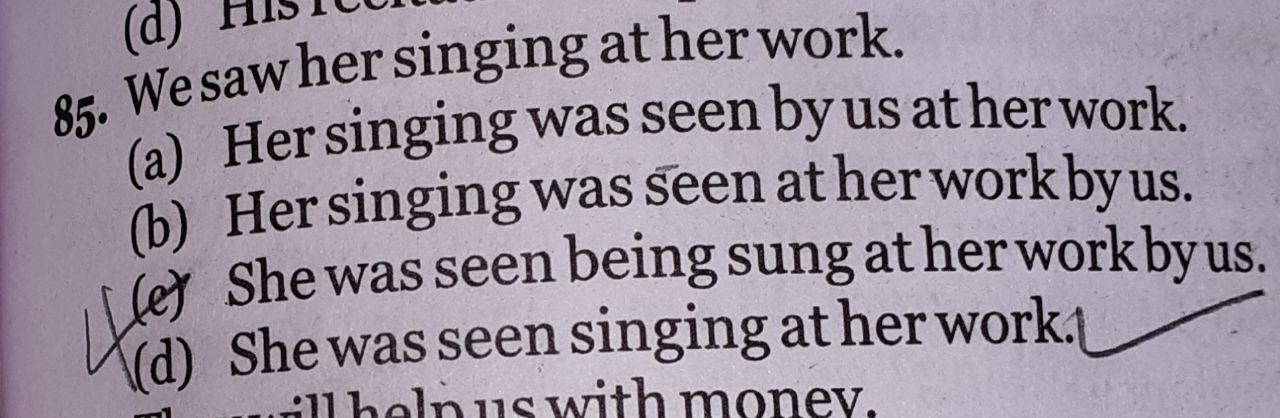 (d) His
85. We saw her singing at her work.
(a) Her singing was seen by us at her work.
(b) Her singing was seen at her work by us.
(c) She was seen being sung at her work by us.
(d) She was seen singing at her work.
will help us with money.